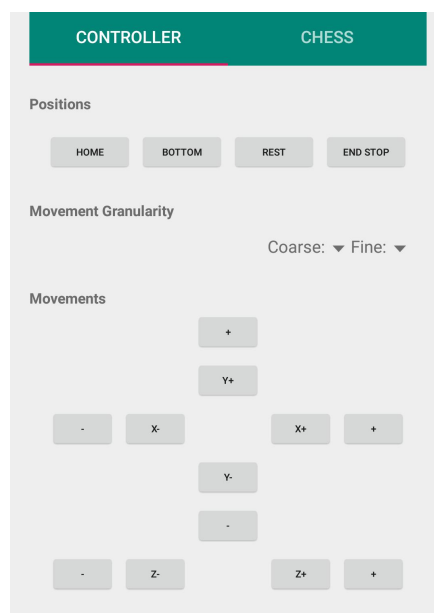 CONTROLLER CHESS
Positions
HOME BOTTOM REST END STOP
Movement Granularity
Coarse: Fine:
Movements
+
Y+
- X- X+ +
Y-
-
- Z- Z+ +